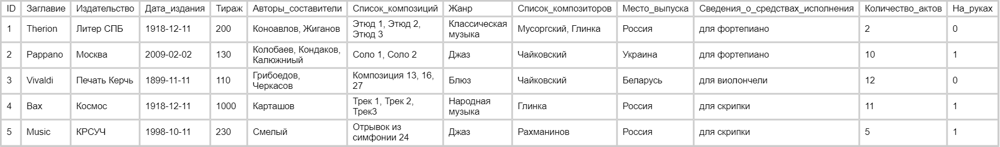 ID Заглавие Издательство Дата_издания Тираж Авторы_составители Список_композиций Жанр Список_композиторов Место_выпуска Сведения_о_средствах_исполнения Количество_актов На_руках
1 Therion Литер СПБ 1918-12-11 200 Коноавлов, Жиганов Этюд 1, Этюд 2, Этюд 3 Классическая музыка Мусоргский, Глинка Россия для фортепиано 2 0
2 Pappano Москва 2009-02-02 130 Колобаев, Кондаков, Калюжниый Соло 1, Соло 2 Джаз Чайковский Украина для фортепиано 10 1
3 Vivaldi Печать Керчь 1899-11-11 110 Грибоедов, Черкасов Композиция 13, 16, 27 Блюз Чайковский Беларусь для виолончели 12 0
4 Вах Космос 1918-12-11 1000 Карташов Трек 1, Трек 2, Трек3 Народная музыка Глинка Россия для скрипки 11 1
5 Music КРСУЧ 1998-10-11 230 Смелый Отрывок из симфонии 24 Джаз Рахманинов Россия для скрипки 5 1